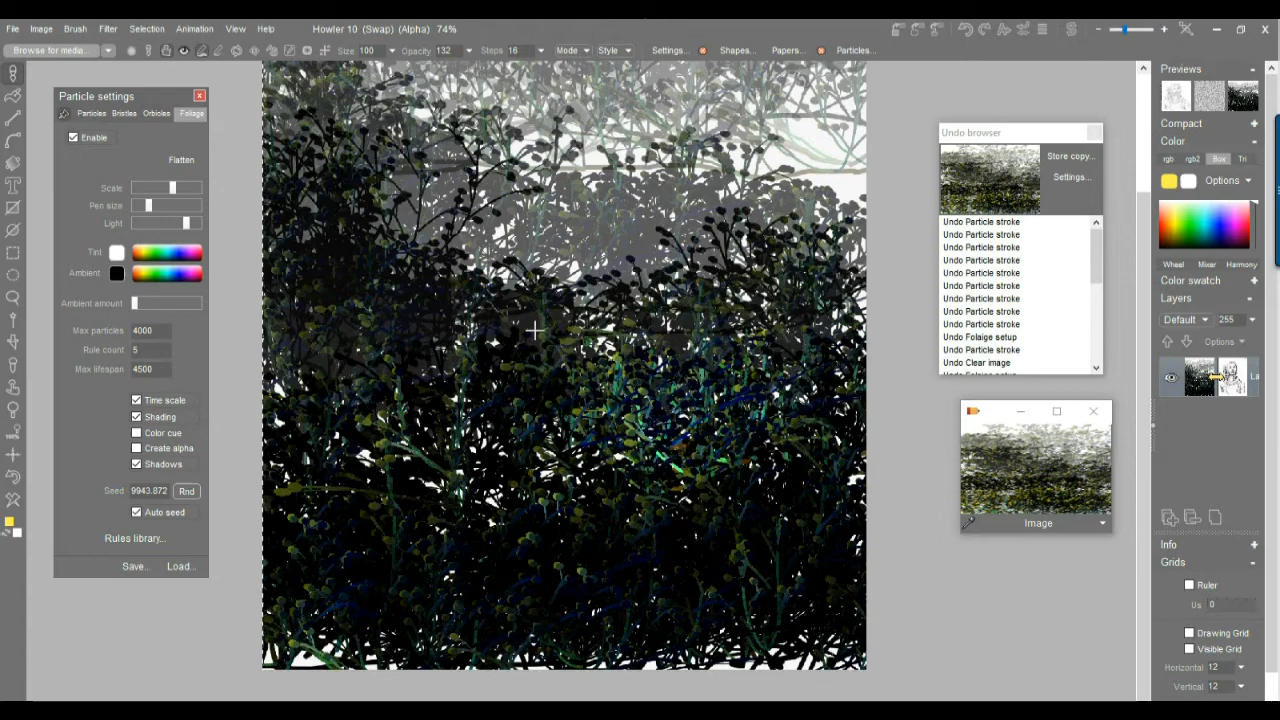 File Image Brush Filter Selection Animation View Help Howler 10 (Swap) (Alpha) 74%
Browse for media... Size 100 Opacity 132 Steps 16 Mode Style Settings... Shapes... Papers... Particles...
Particle settings
Particles Bristles Orbicles Foliage
Enable
Flatten
Scale
Pen size
Light
Tint
Ambient
Ambient amount
Max particles 4000
Rule count 5
Max lifespan 4500
Time scale
Shading
Color cue
Create alpha
Shadows
Seed 9943.872 Rnd
Auto seed
Rules library...
Save... Load...
Undo browser
Store copy...
Settings...
Undo Particle stroke
Undo Particle stroke
Undo Particle stroke
Undo Particle stroke
Undo Particle stroke
Undo Particle stroke
Undo Particle stroke
Undo Particle stroke
Undo Particle stroke
Undo Folaige setup
Undo Particle stroke
Undo Clear image
Image
Previews
Compact
Color
rgb rgb2 Box Tri
Options
Wheel Mixer Harmony
Color swatch
Layers
Default 255
Options
La
Info
Grids
Ruler
Us 0
Drawing Grid
Visible Grid
Horizontal 12
Vertical 12